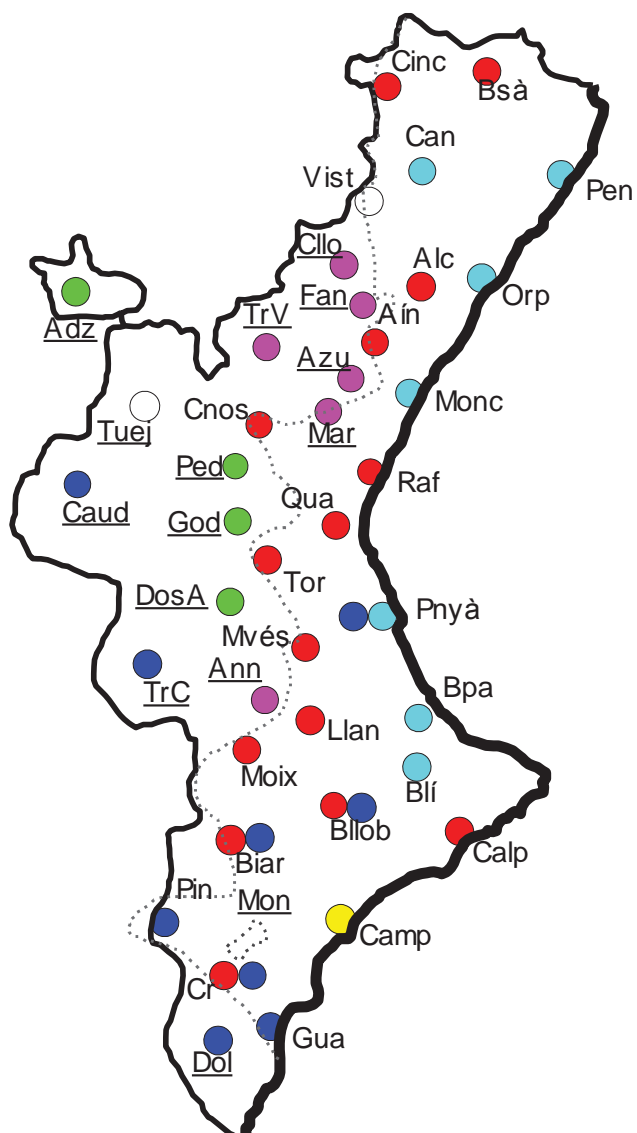 Cinc
Bsà
Can
Vist
Pen
Cllo
Alc
Adz
Fan
Orp
TrV
Aín
Azu
Monc
Tuej
Cnos
Mar
Ped
Caud
Qua
Raf
God
Tor
DosA
Pnyà
Mvés
TrC
Ann
Bpa
Llan
Moix
Blí
Bllob
Calp
Biar
Pin
Mon
Camp
Cr
Gua
Dol